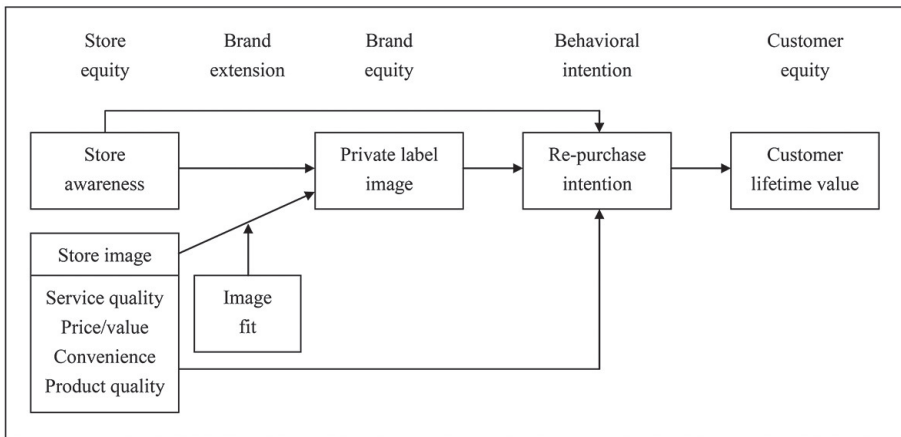 Store
equity
Brand
extension
Brand
equity
Behavioral
intention
Customer
equity
Store
awareness
Private label
image
Re-purchase
intention
Customer
lifetime value
Store image
Service quality
Price/value
Convenience
Product quality
Image
fit